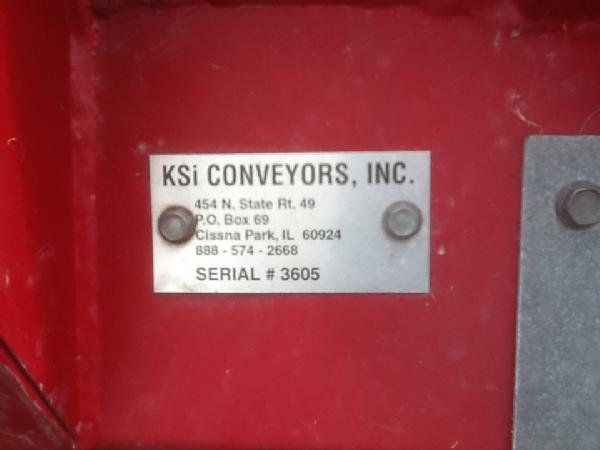 KSi CONVEYORS, INC.
454 N. State Rt. 49
P.O. Box 69
Cissna Park, IL 60924
888 - 574 - 2668
SERIAL # 3605